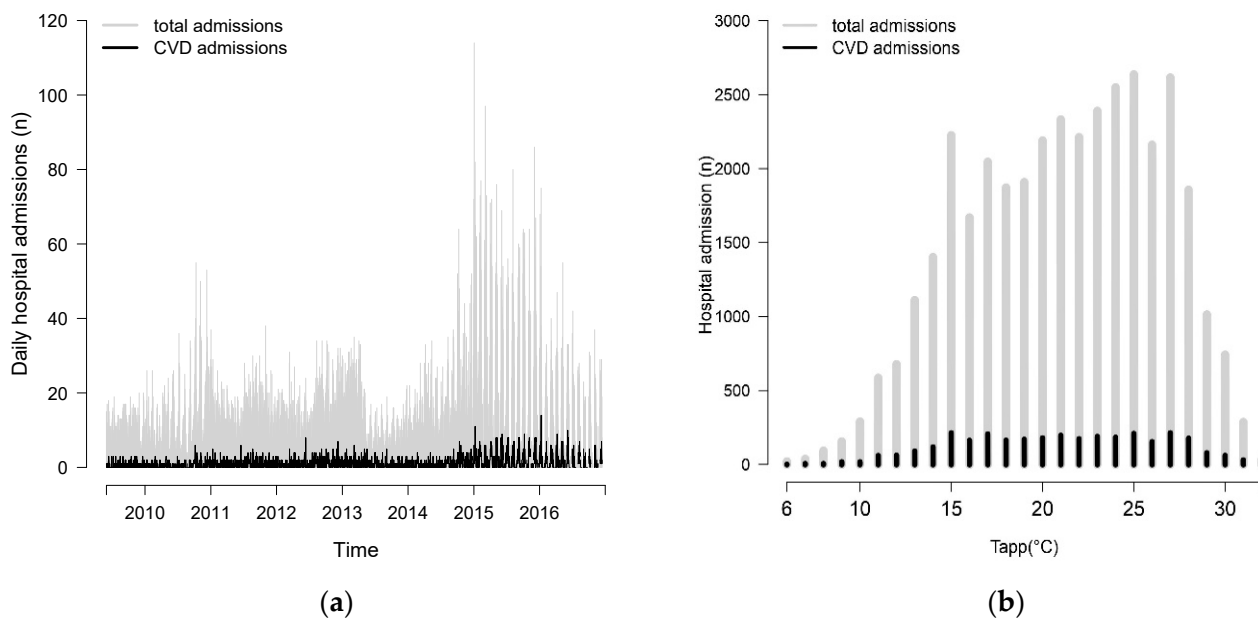 total admissions
CVD admissions
Daily hospital admissions (n)
120
100
80
60
40
20
0
2010 2011 2012 2013 2014 2015 2016
Time
(a)
total admissions
CVD admissions
Hospital admission (n)
3000
2500
2000
1500
1000
500
0
6 10 15 20 25 30
Tapp(°C)
(b)